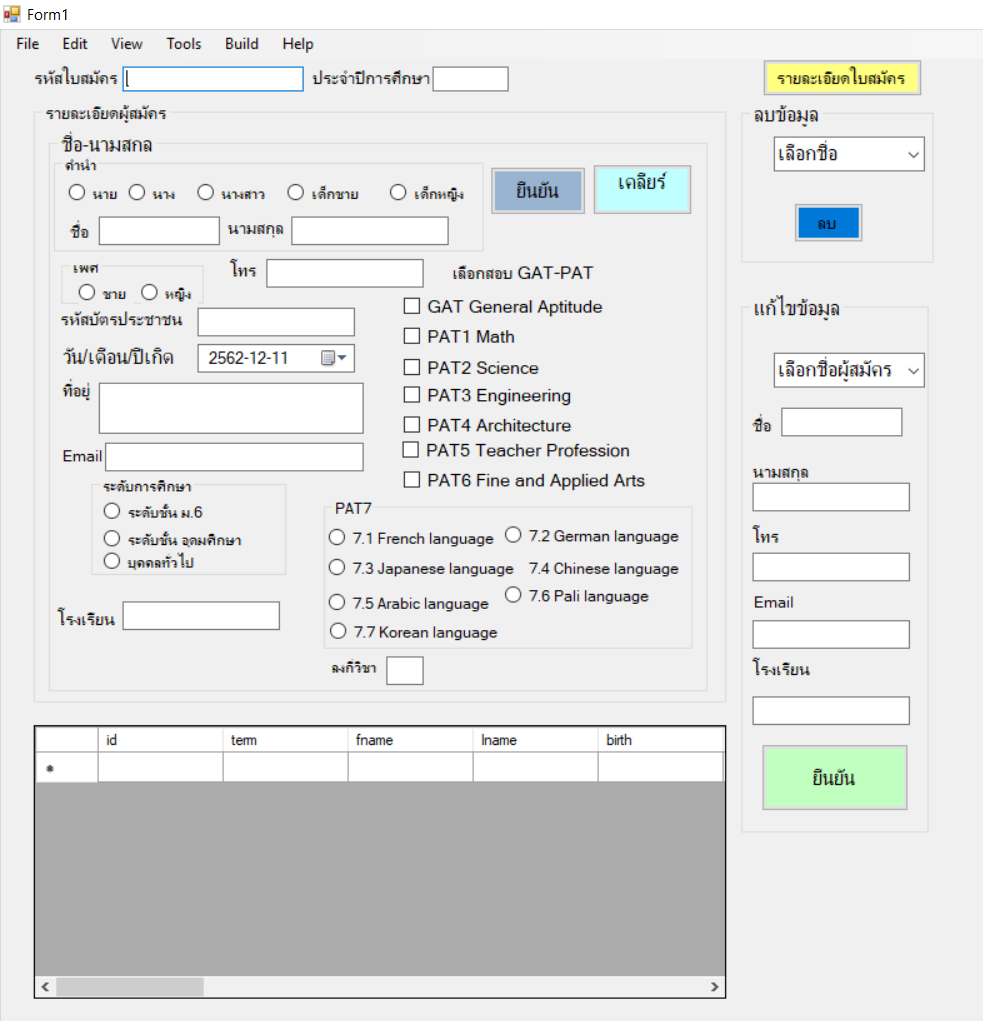 Form1
File Edit View Tools Build Help
รหัสใบสมัคร ประจำปีการศึกษา รายละเอียดใบสมัคร
รายละเอียดผู้สมัคร
ชื่อ-นามสกล
คำนำ
นาย นาง นางสาว เด็กชาย เด็กหญิง
ชื่อ นามสกุล
ยืนยัน เคลียร์
เพศ
ชาย หญิง
โทร
เลือกสอบ GAT-PAT
รหัสบัตรประชาชน
วัน/เดือน/ปีเกิด 2562-12-11
ที่อยู่
Email
GAT General Aptitude
PAT1 Math
PAT2 Science
PAT3 Engineering
PAT4 Architecture
PAT5 Teacher Profession
PAT6 Fine and Applied Arts
ระดับการศึกษา
ระดับชั้น ม.6
ระดับชั้น อุดมศึกษา
บุคคลทั่วไป
PAT7
7.1 French language 7.2 German language
7.3 Japanese language 7.4 Chinese language
7.5 Arabic language 7.6 Pali language
7.7 Korean language
โรงเรียน
ลงกี่วิชา
id term fname lname birth
ลบข้อมูล
เลือกชื่อ
ลบ
แก้ไขข้อมูล
เลือกชื่อผู้สมัคร
ชื่อ
นามสกุล
โทร
Email
โรงเรียน
ยืนยัน